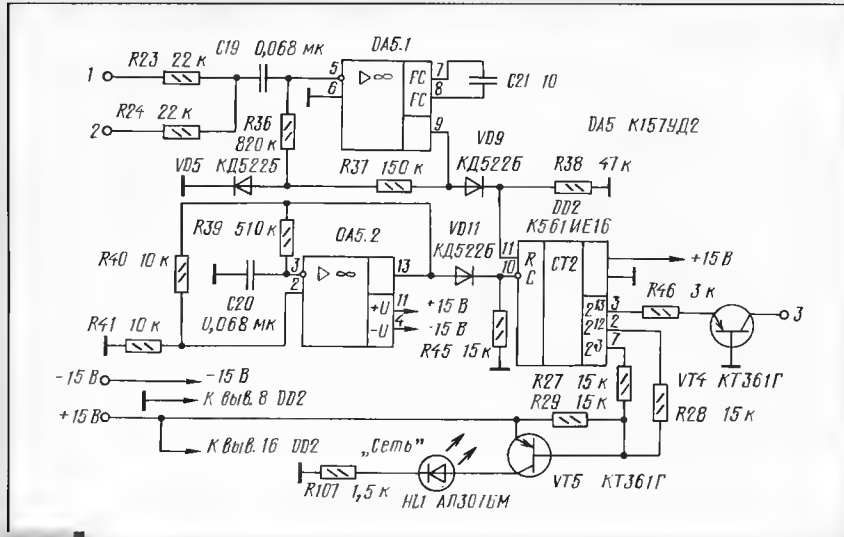 C19 0,068 мк
DA5.1
R23 22 к
1
5
6
▷∞
FC 7
FC 8
9
C21 10
R24 22 к
2
R36
820 к
DA5 К157УД2
VD5 КД522Б
R37 150 к
VD9
КД522Б
R38 47 к
DD2
К561ИЕ16
R39 510 к
DA5.2
VD11
КД522Б
R40 10 к
3
2
▷∞
13
+U 11 +15 В
-U 4 -15 В
11
10
R
C
CT2
+15 В
2¹³ 3
2¹² 2
2³ 7
R46 3 к
3
C20
0,068 мк
R41 10 к
R45 15 к
VT4 КТ361Г
R27
15 к
R29 15 к
R28 15 к
-15 В
-15 В
К выв. 8 DD2
+15 В
К выв. 16 DD2
„Сеть"
R107 1,5 к
HL1 АЛ307БМ
VT5 КТ361Г